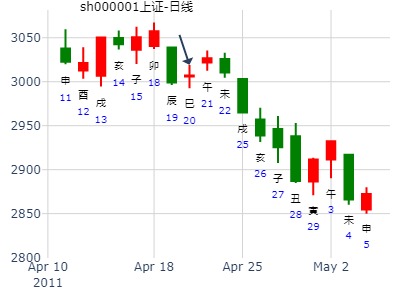 sh000001上证-日线
3050
3000
2950
2900
2850
2800
申
11
酉
12
戌
13
亥
14
子
15
卯
18
辰
19
巳
20
午
21
未
22
戌
25
亥
26
子
27
丑
28
寅
29
午
3
未
4
申
5
Apr 10
2011
Apr 18
Apr 25
May 2